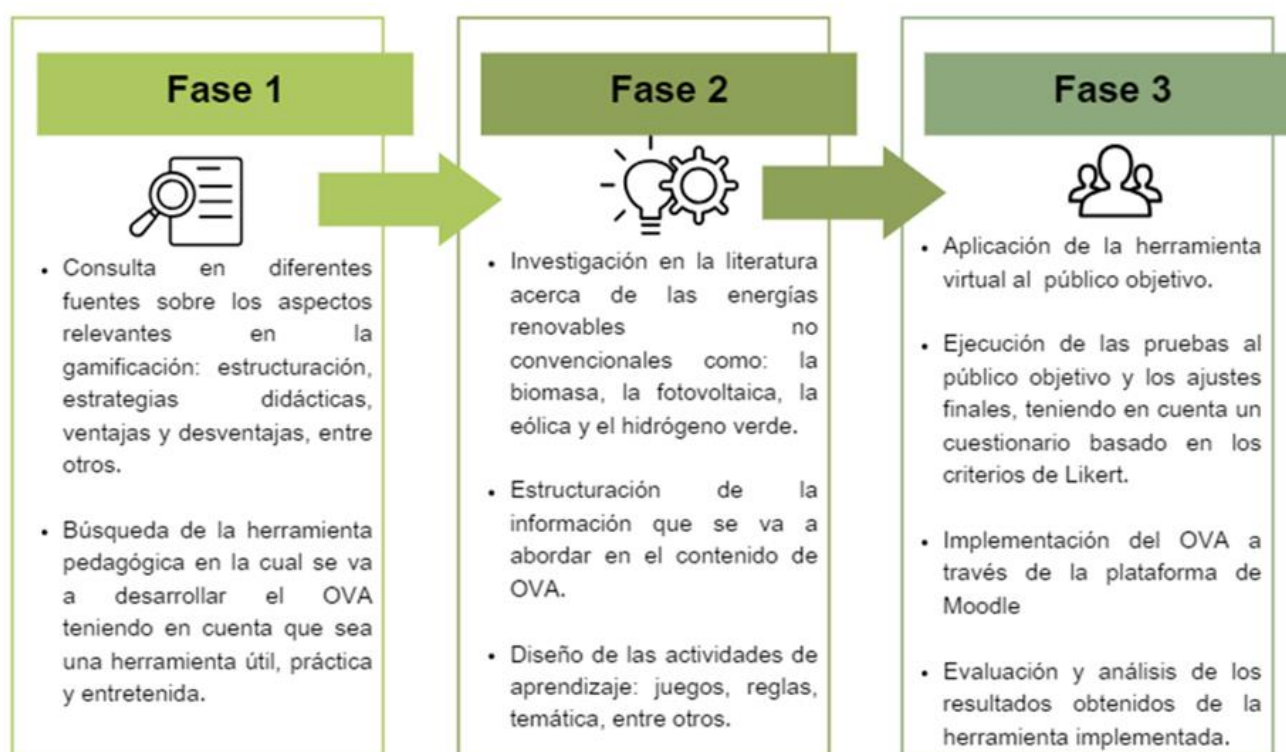 Fase 1
• Consulta en diferentes
fuentes sobre los aspectos
relevantes en la
gamificación: estructuración,
estrategias didácticas,
ventajas y desventajas, entre
otros.
• Búsqueda de la herramienta
pedagógica en la cual se va
a desarrollar el OVA
teniendo en cuenta que sea
una herramienta útil, práctica
y entretenida.
Fase 2
• Investigación en la literatura
acerca de las energías
renovables no
convencionales como: la
biomasa, la fotovoltaica, la
eólica y el hidrógeno verde.
• Estructuración de la
información que se va a
abordar en el contenido de
OVA.
• Diseño de las actividades de
aprendizaje: juegos, reglas,
temática, entre otros.
Fase 3
• Aplicación de la herramienta
virtual al público objetivo.
• Ejecución de las pruebas al
público objetivo y los ajustes
finales, teniendo en cuenta un
cuestionario basado en los
criterios de Likert.
• Implementación del OVA a
través de la plataforma de
Moodle
• Evaluación y análisis de los
resultados obtenidos de la
herramienta implementada.